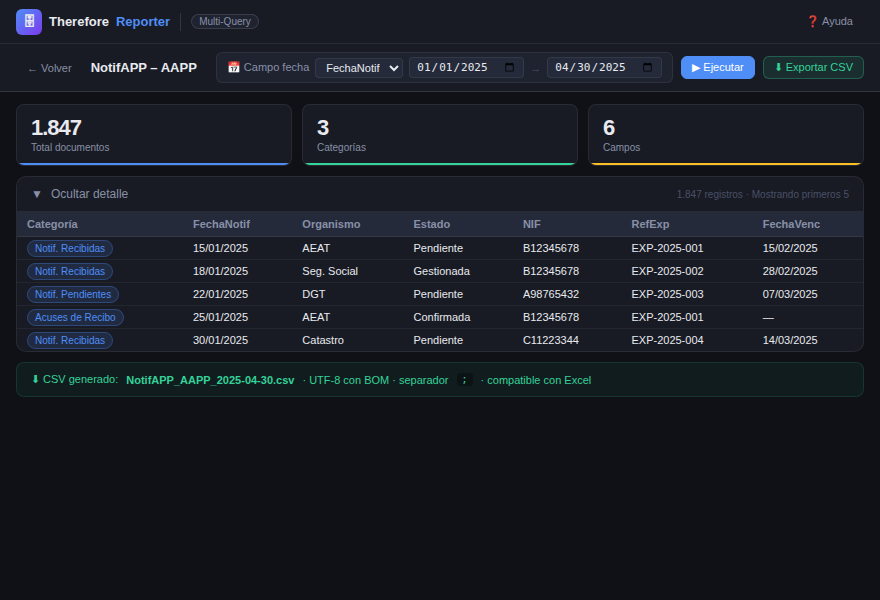 Therefore Reporter Multi-Query ❓ Ayuda
← Volver NotifAPP – AAPP 📅 Campo fecha FechaNotif 01/01/2025 → 04/30/2025 ▶ Ejecutar ⬇ Exportar CSV
1.847 3 6
Total documentos Categorías Campos
▼ Ocultar detalle 1.847 registros · Mostrando primeros 5
Categoría FechaNotif Organismo Estado NIF RefExp FechaVenc
Notif. Recibidas 15/01/2025 AEAT Pendiente B12345678 EXP-2025-001 15/02/2025
Notif. Recibidas 18/01/2025 Seg. Social Gestionada B12345678 EXP-2025-002 28/02/2025
Notif. Pendientes 22/01/2025 DGT Pendiente A98765432 EXP-2025-003 07/03/2025
Acuses de Recibo 25/01/2025 AEAT Confirmada B12345678 EXP-2025-001 —
Notif. Recibidas 30/01/2025 Catastro Pendiente C11223344 EXP-2025-004 14/03/2025
⬇ CSV generado: NotifAPP_AAPP_2025-04-30.csv · UTF-8 con BOM · separador ; · compatible con Excel